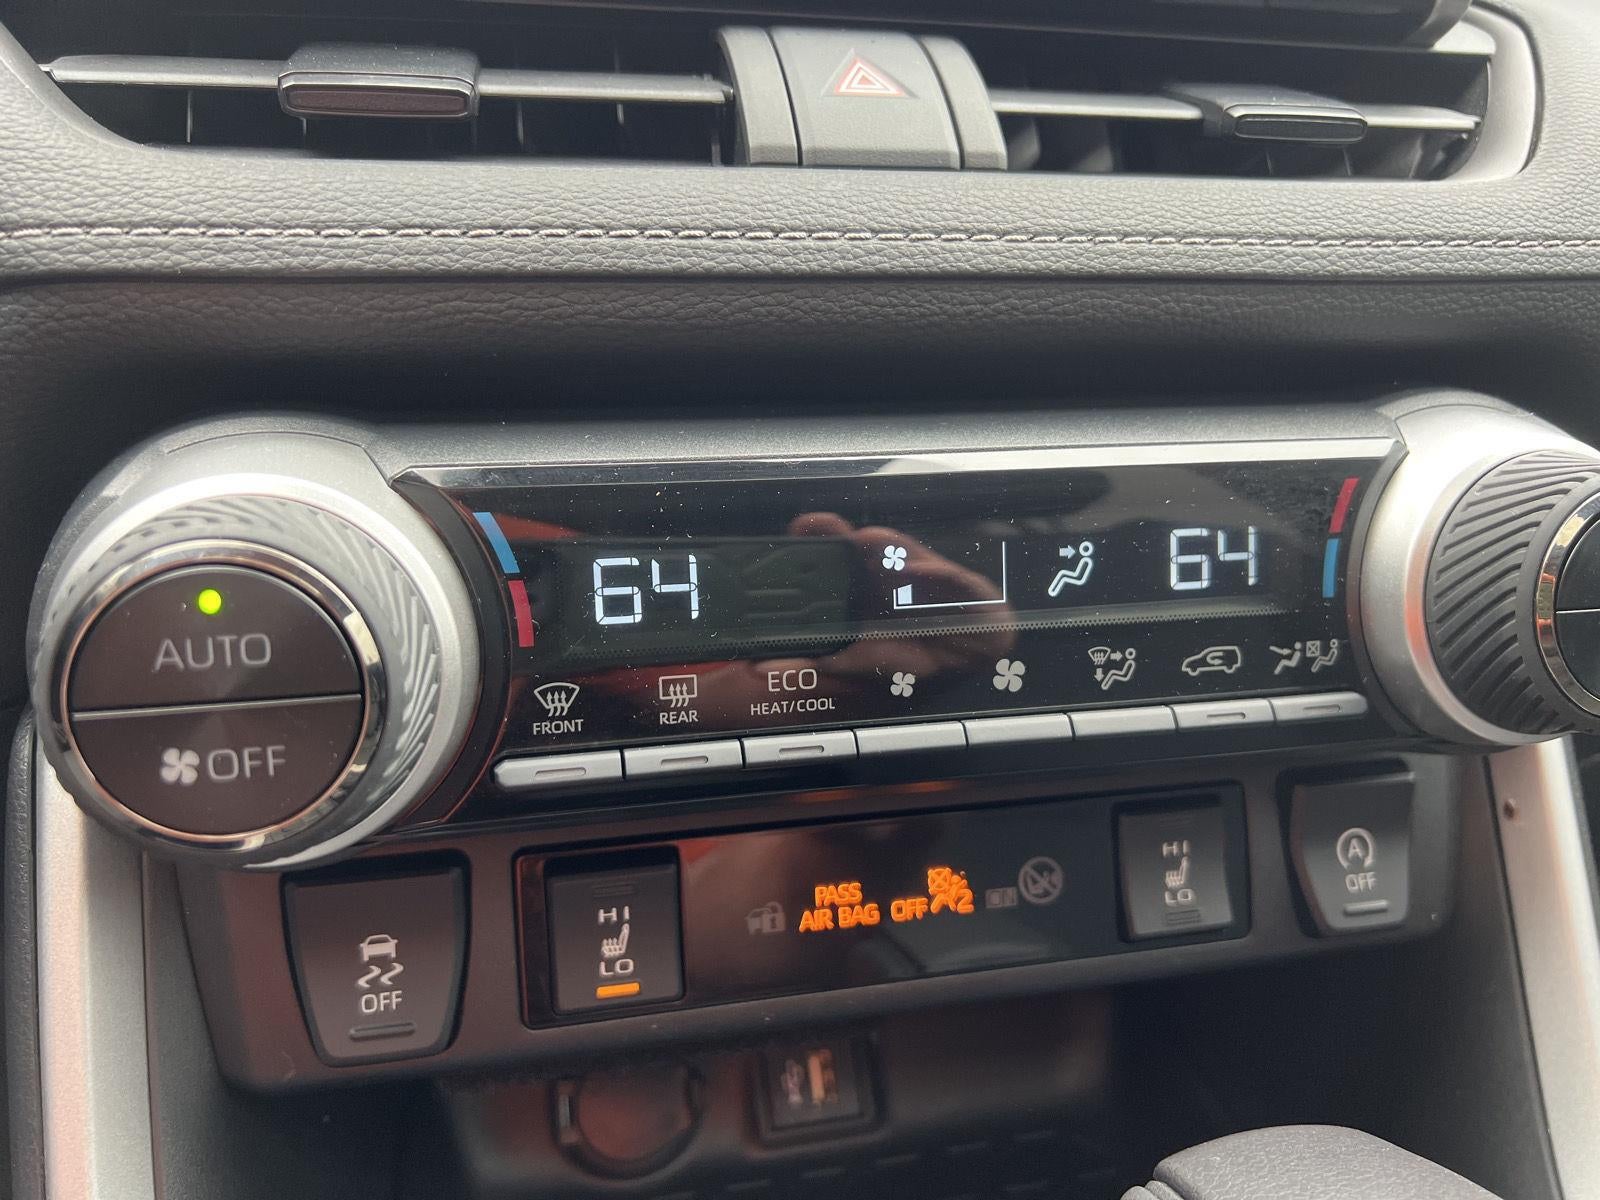 64
64
AUTO
OFF
FRONT
REAR
ECO
HEAT/COOL
HI
LO
OFF
PASS
AIR BAG OFF
2
HI
LO
A
OFF